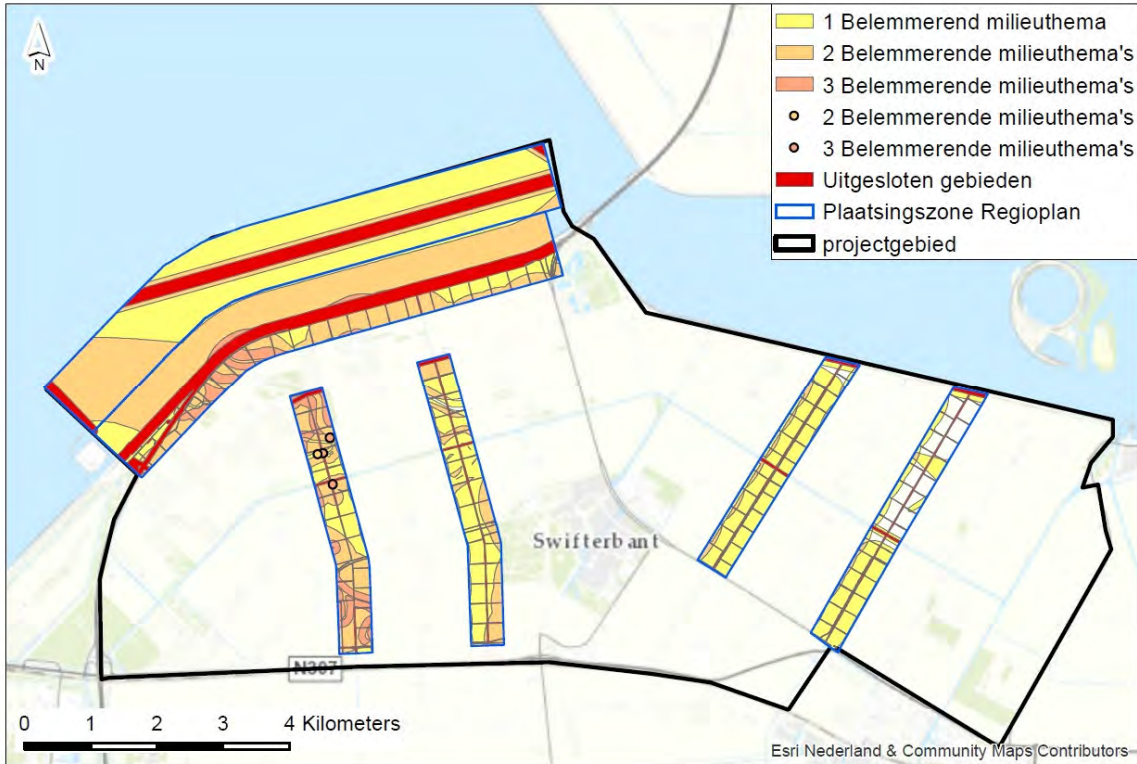 N
1 Belemmerend milieuthema
2 Belemmerende milieuthema's
3 Belemmerende milieuthema's
2 Belemmerende milieuthema's
3 Belemmerende milieuthema's
Uitgesloten gebieden
Plaatsingszone Regioplan
projectgebied
Swifterbant
N307
0 1 2 3 4 Kilometers
Esri Nederland & Community Maps Contributors